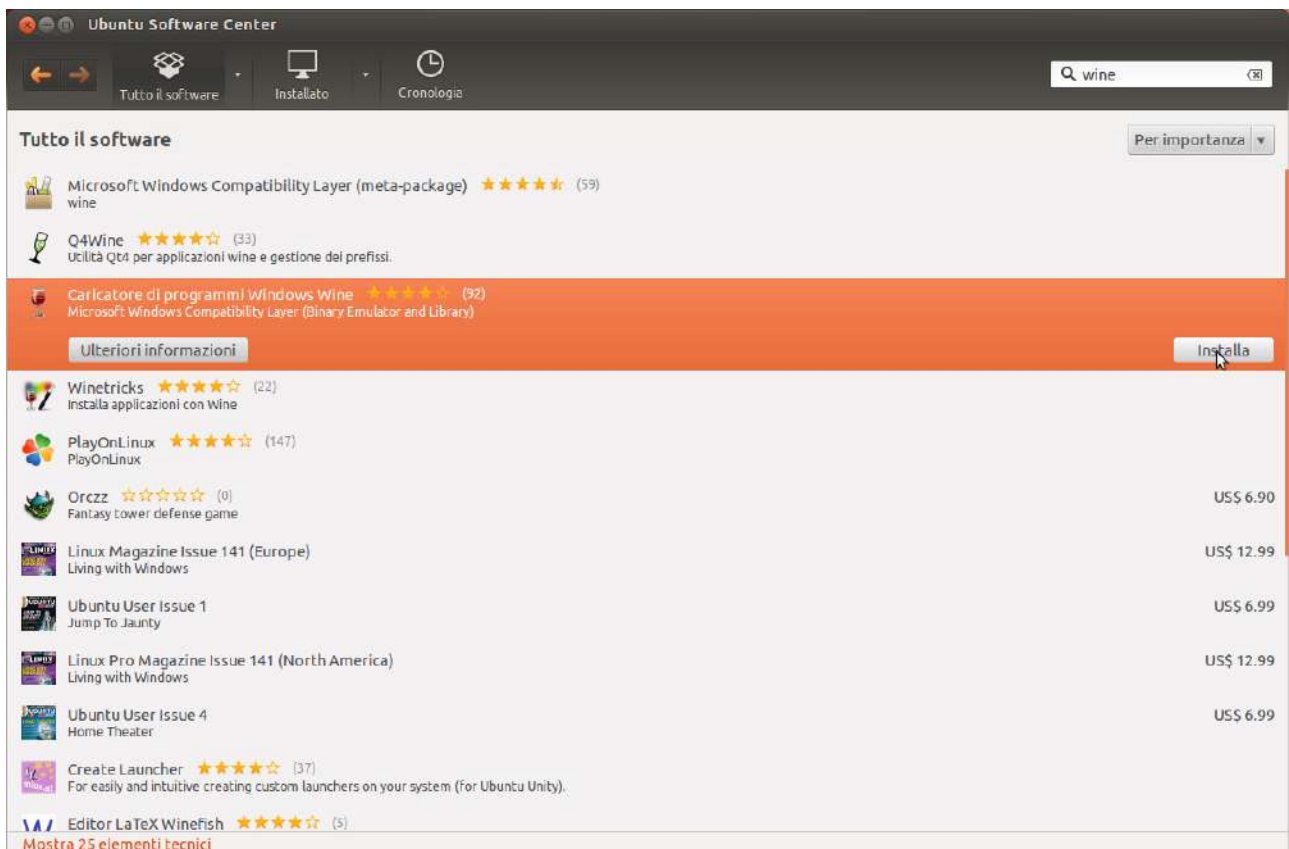 Ubuntu Software Center
Tutto il software
Installato
Cronologia
wine
Tutto il software
Per importanza
Microsoft Windows Compatibility Layer (meta-package) (59)
wine
Q4Wine (33)
Utilità Qt4 per applicazioni wine e gestione dei prefissi.
Caricatore di programmi Windows Wine (92)
Microsoft Windows Compatibility Layer (Binary Emulator and Library)
Ulteriori informazioni
Installa
Winetricks (22)
Installa applicazioni con Wine
PlayOnLinux (147)
PlayOnLinux
Orczz (0)
US$ 6.90
Fantasy tower defense game
Linux Magazine Issue 141 (Europe)
US$ 12.99
Living with Windows
Ubuntu User Issue 1
US$ 6.99
Jump To Jaunty
Linux Pro Magazine Issue 141 (North America)
US$ 12.99
Living with Windows
Ubuntu User Issue 4
US$ 6.99
Home Theater
Create Launcher (37)
For easily and intuitive creating custom launchers on your system (for Ubuntu Unity).
Editor LaTeX Winefish (5)
Mostra 25 elementi tecnici